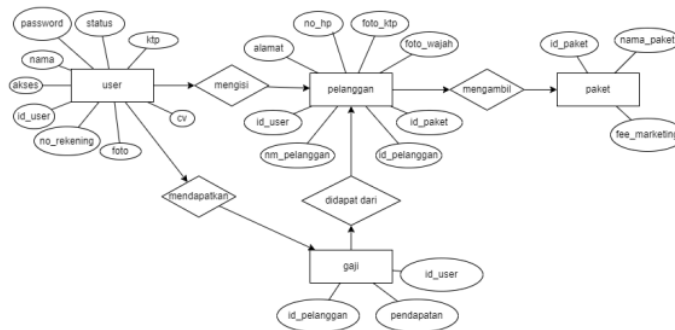 password
status
ktp
nama
akses
user
id_user
no_rekening
foto
cv
mengisi
no_hp
foto_ktp
alamat
foto_wajah
pelanggan
id_user
id_paket
nm_pelanggan
id_pelanggan
mengambil
id_paket
nama_paket
paket
fee_marketing
mendapatkan
didapat dari
gaji
id_user
id_pelanggan
pendapatan